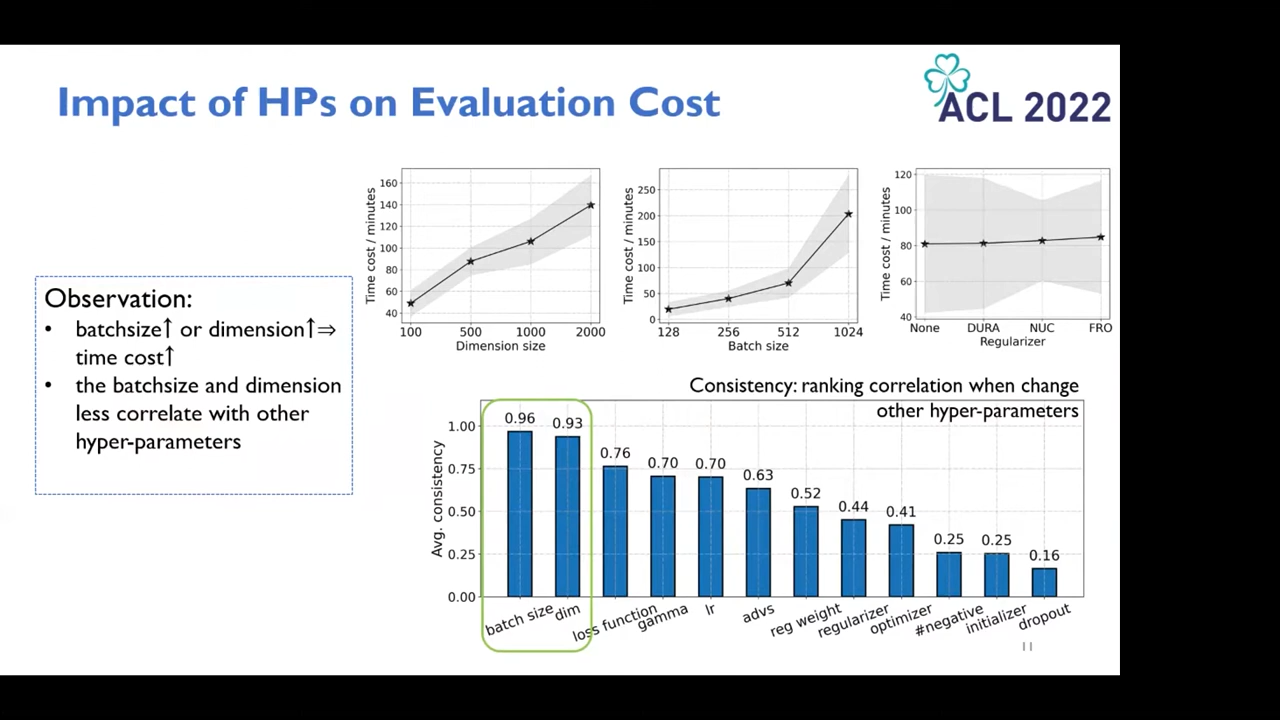 Impact of HPs on Evaluation Cost
ACL 2022
Observation:
• batchsize↑ or dimension↑⇒
time cost↑
• the batchsize and dimension
less correlate with other
hyper-parameters
Time cost / minutes
160
140
120
100
80
60
40
100 500 1000 2000
Dimension size
Time cost / minutes
250
200
150
100
50
0
128 256 512 1024
Batch size
Time cost / minutes
120
100
80
60
40
None DURA NUC FRO
Regularizer
Consistency: ranking correlation when change
other hyper-parameters
Avg. consistency
1.00
0.75
0.50
0.25
0.00
0.96 0.93 0.76 0.70 0.70 0.63 0.52 0.44 0.41 0.25 0.25 0.16
batch size dim loss function gamma lr advs reg weight regularizer optimizer #negative initializer dropout
11